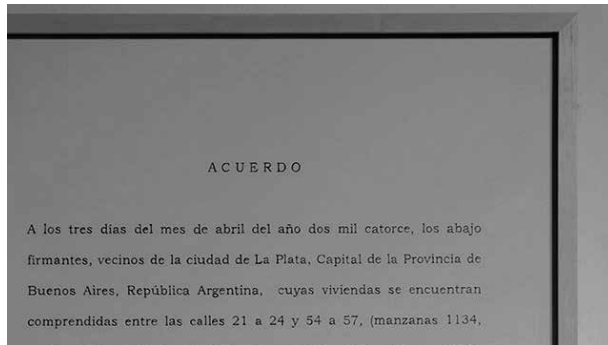 ACUERDO
A los tres días del mes de abril del año dos mil catorce, los abajo
firmantes, vecinos de la ciudad de La Plata, Capital de la Provincia de
Buenos Aires, República Argentina, cuyas viviendas se encuentran
comprendidas entre las calles 21 a 24 y 54 a 57, (manzanas 1134,